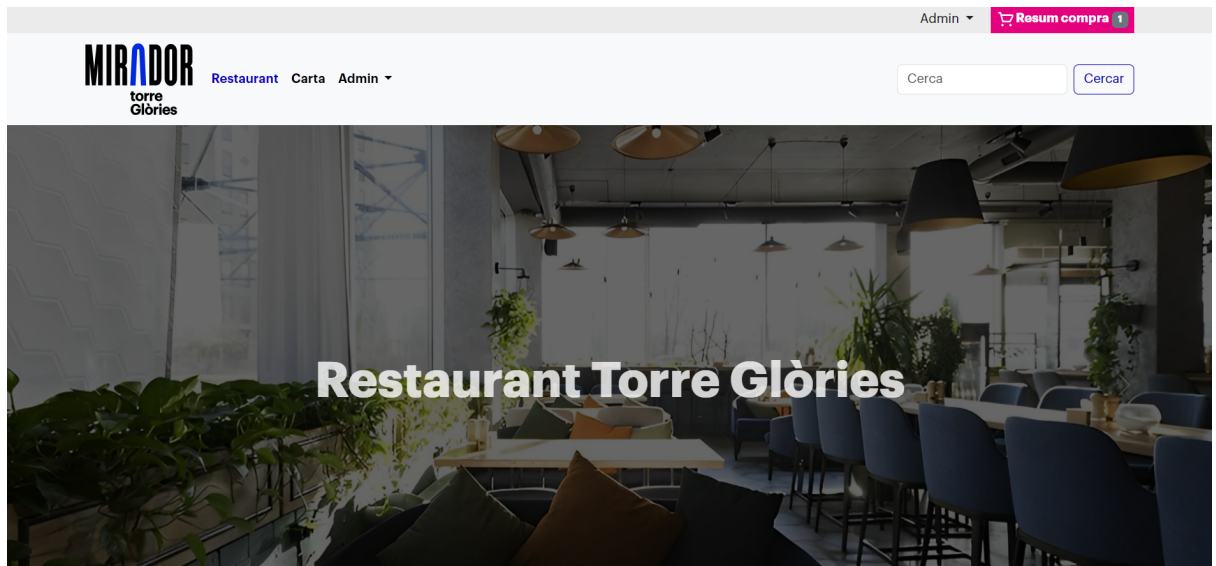 Admin
Resum compra 1
MIRADOR
torre
Glòries
Restaurant Carta Admin
Cerca
Cercar
Restaurant Torre Glòries